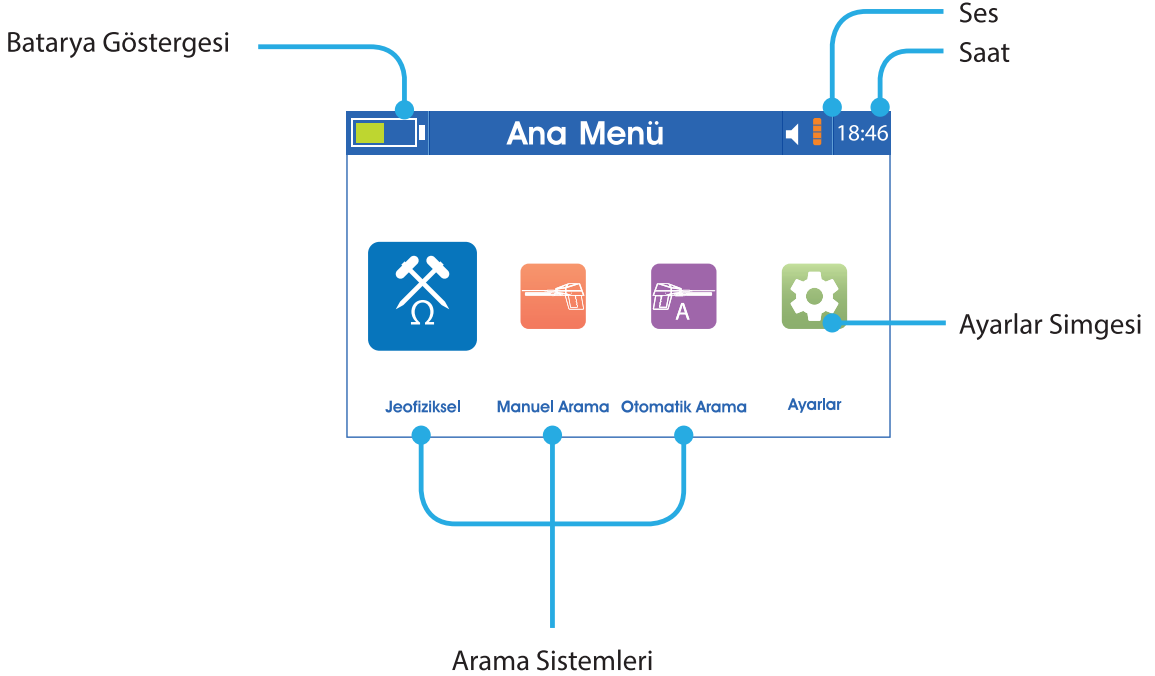 Ses
Batarya Göstergesi
Saat
Ana Menü
18:46
Ω
A
Ayarlar Simgesi
Jeofiziksel
Manuel Arama
Otomatik Arama
Ayarlar
Arama Sistemleri